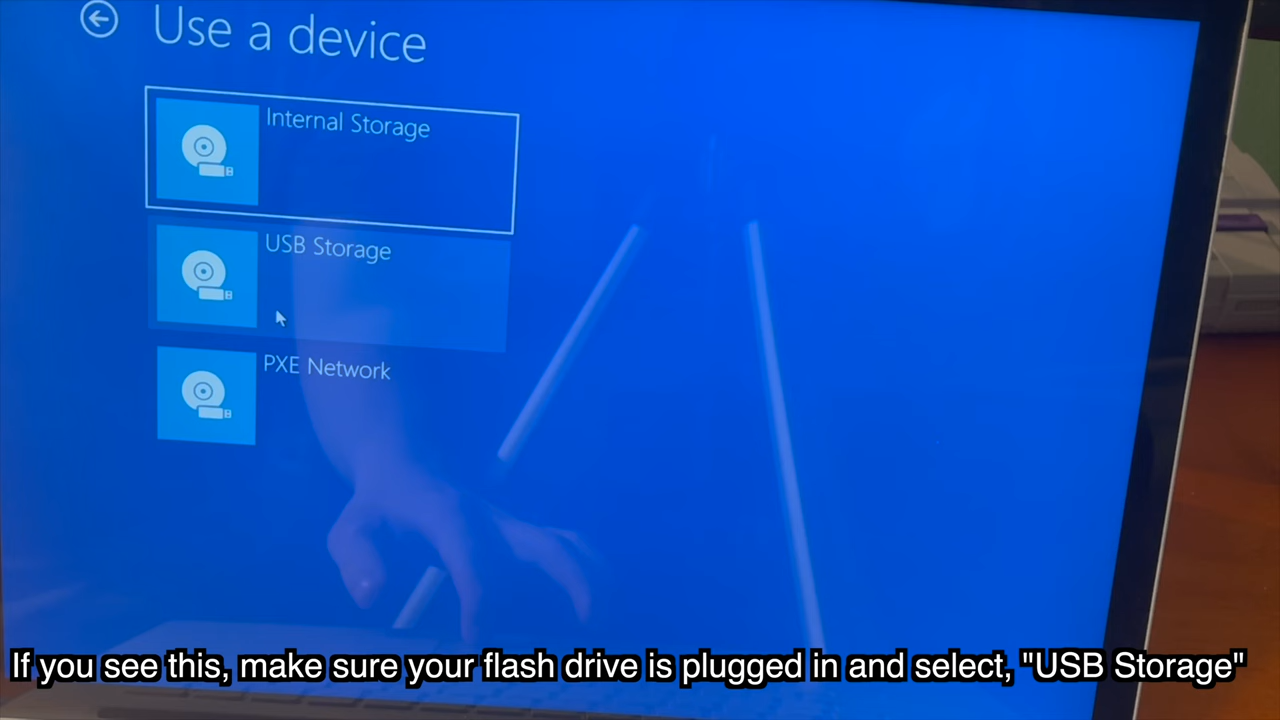 Use a device
Internal Storage
USB Storage
PXE Network
If you see this, make sure your flash drive is plugged in and select, "USB Storage"